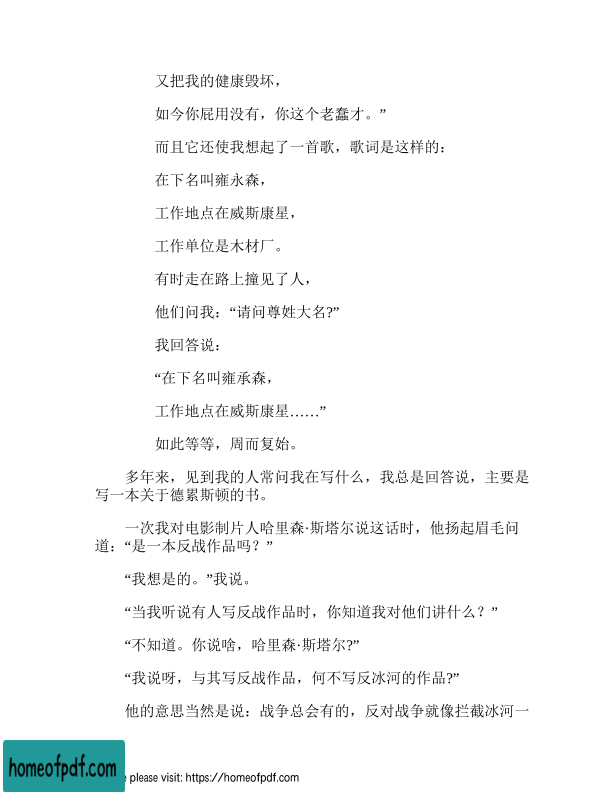 又把我的健康毁坏，
如今你屁用没有，你这个老蠢才。”
而且它还使我想起了一首歌，歌词是这样的：
在下名叫雍永森，
工作地点在威斯康星，
工作单位是木材厂。
有时走在路上撞见了人，
他们问我：“请问尊姓大名?”
我回答说：
“在下名叫雍承森，
工作地点在威斯康星……”
如此等等，周而复始。
多年来，见到我的人常问我在写什么，我总是回答说，主要是
写一本关于德累斯顿的书。
一次我对电影制片人哈里森·斯塔尔说这话时，他扬起眉毛问
道：“是一本反战作品吗？”
“我想是的。”我说。
“当我听说有人写反战作品时，你知道我对他们讲什么？”
“不知道。你说啥，哈里森·斯塔尔?”
“我说呀，与其写反战作品，何不写反冰河的作品?”
他的意思当然是说：战争总会有的，反对战争就像拦截冰河一
homeofpdf.com
e please visit: https://homeofpdf.com